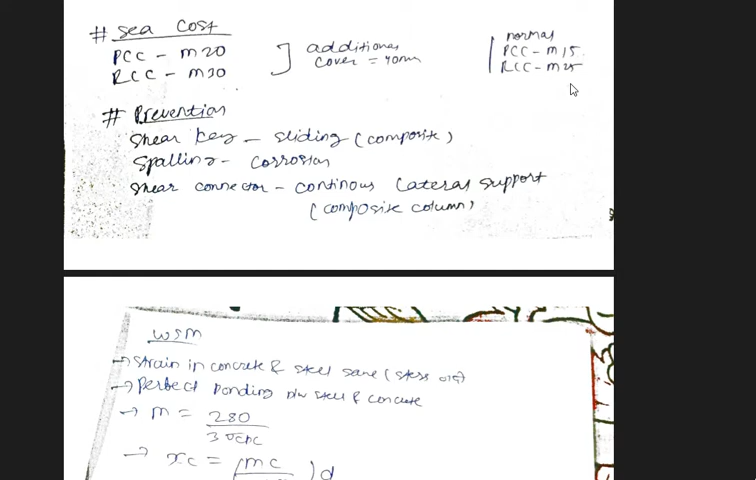 # sea cost
PCC - M20
RCC - M30
] additional
cover = 40mm
normal
PCC - M15
RCC - M25
# Prevention
Shear key - sliding (composite)
Spalling - corrosion
shear connector - continous lateral support
(composite column)
WSM
→ Strain in concrete & steel same (stress diff)
→ Perfect bonding b/w steel & concrete
→ m = 280
3σcbc
→ xc = (mc
)d